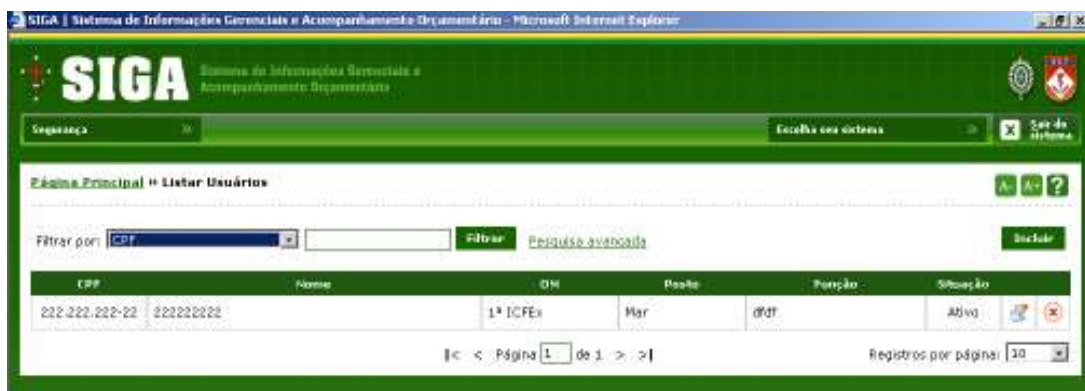 SIGA | Sistema de Informações Gerenciais e Acompanhamento Orçamentário - Microsoft Internet Explorer
SIGA
Sistema de Informações Gerenciais e
Acompanhamento Orçamentário
Segurança »
Escolha seu sistema »
X Sair do
sistema
Página Principal » Listar Usuários
A- A+ ?
Filtrar por: CPF Filtrar Pesquisa avançada Incluir
CPF Nome OM Posto Função Situação
222.222.222-22 222222222 1ª ICFEx Mar dfdf Ativo
|< < Página 1 de 1 > >| Registros por página: 10